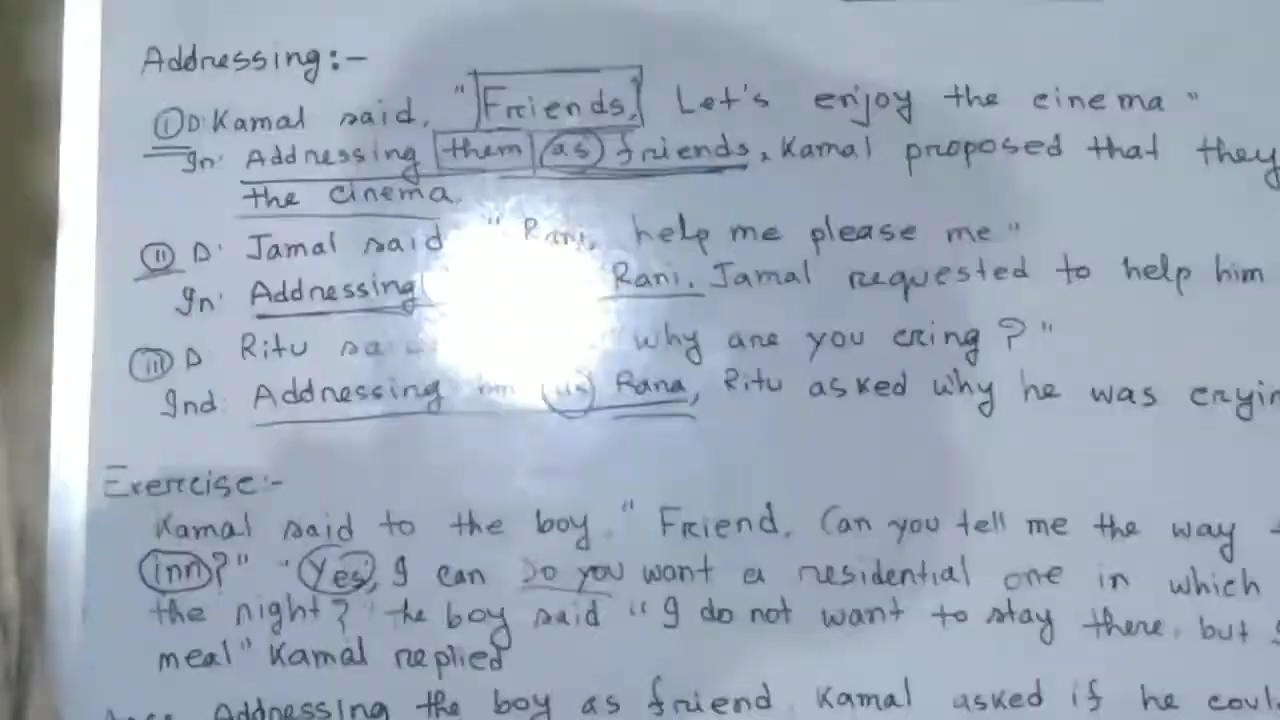 Addressing:-
(i) D: Kamal said, "Friends, Let's enjoy the cinema"
In: Addressing them as friends, Kamal proposed that they
the cinema.
(ii) D: Jamal said " Rani, help me please me"
In: Addressing Rani, Jamal requested to help him
(iii) D Ritu why are you cring?"
Ind: Addressing Rana, Ritu asked why he was
Exercise:-
Kamal said to the boy, "Friend, Can you tell me the way
inn?" "Yes, I can Do you want a residential one in which
the night? the boy said "I do not want to stay there, but
meal" Kamal replied
Addressing the boy as friend Kamal asked if he